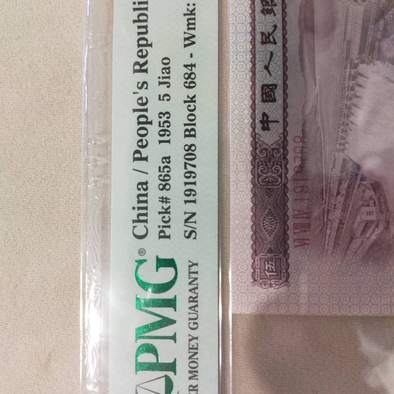 China / People's Republi
Pick# 865a 1953 5 Jiao
S/N 1919708 Block 684 - Wmk:
PMG®
ER MONEY GUARANTY
中國人民銀
伍